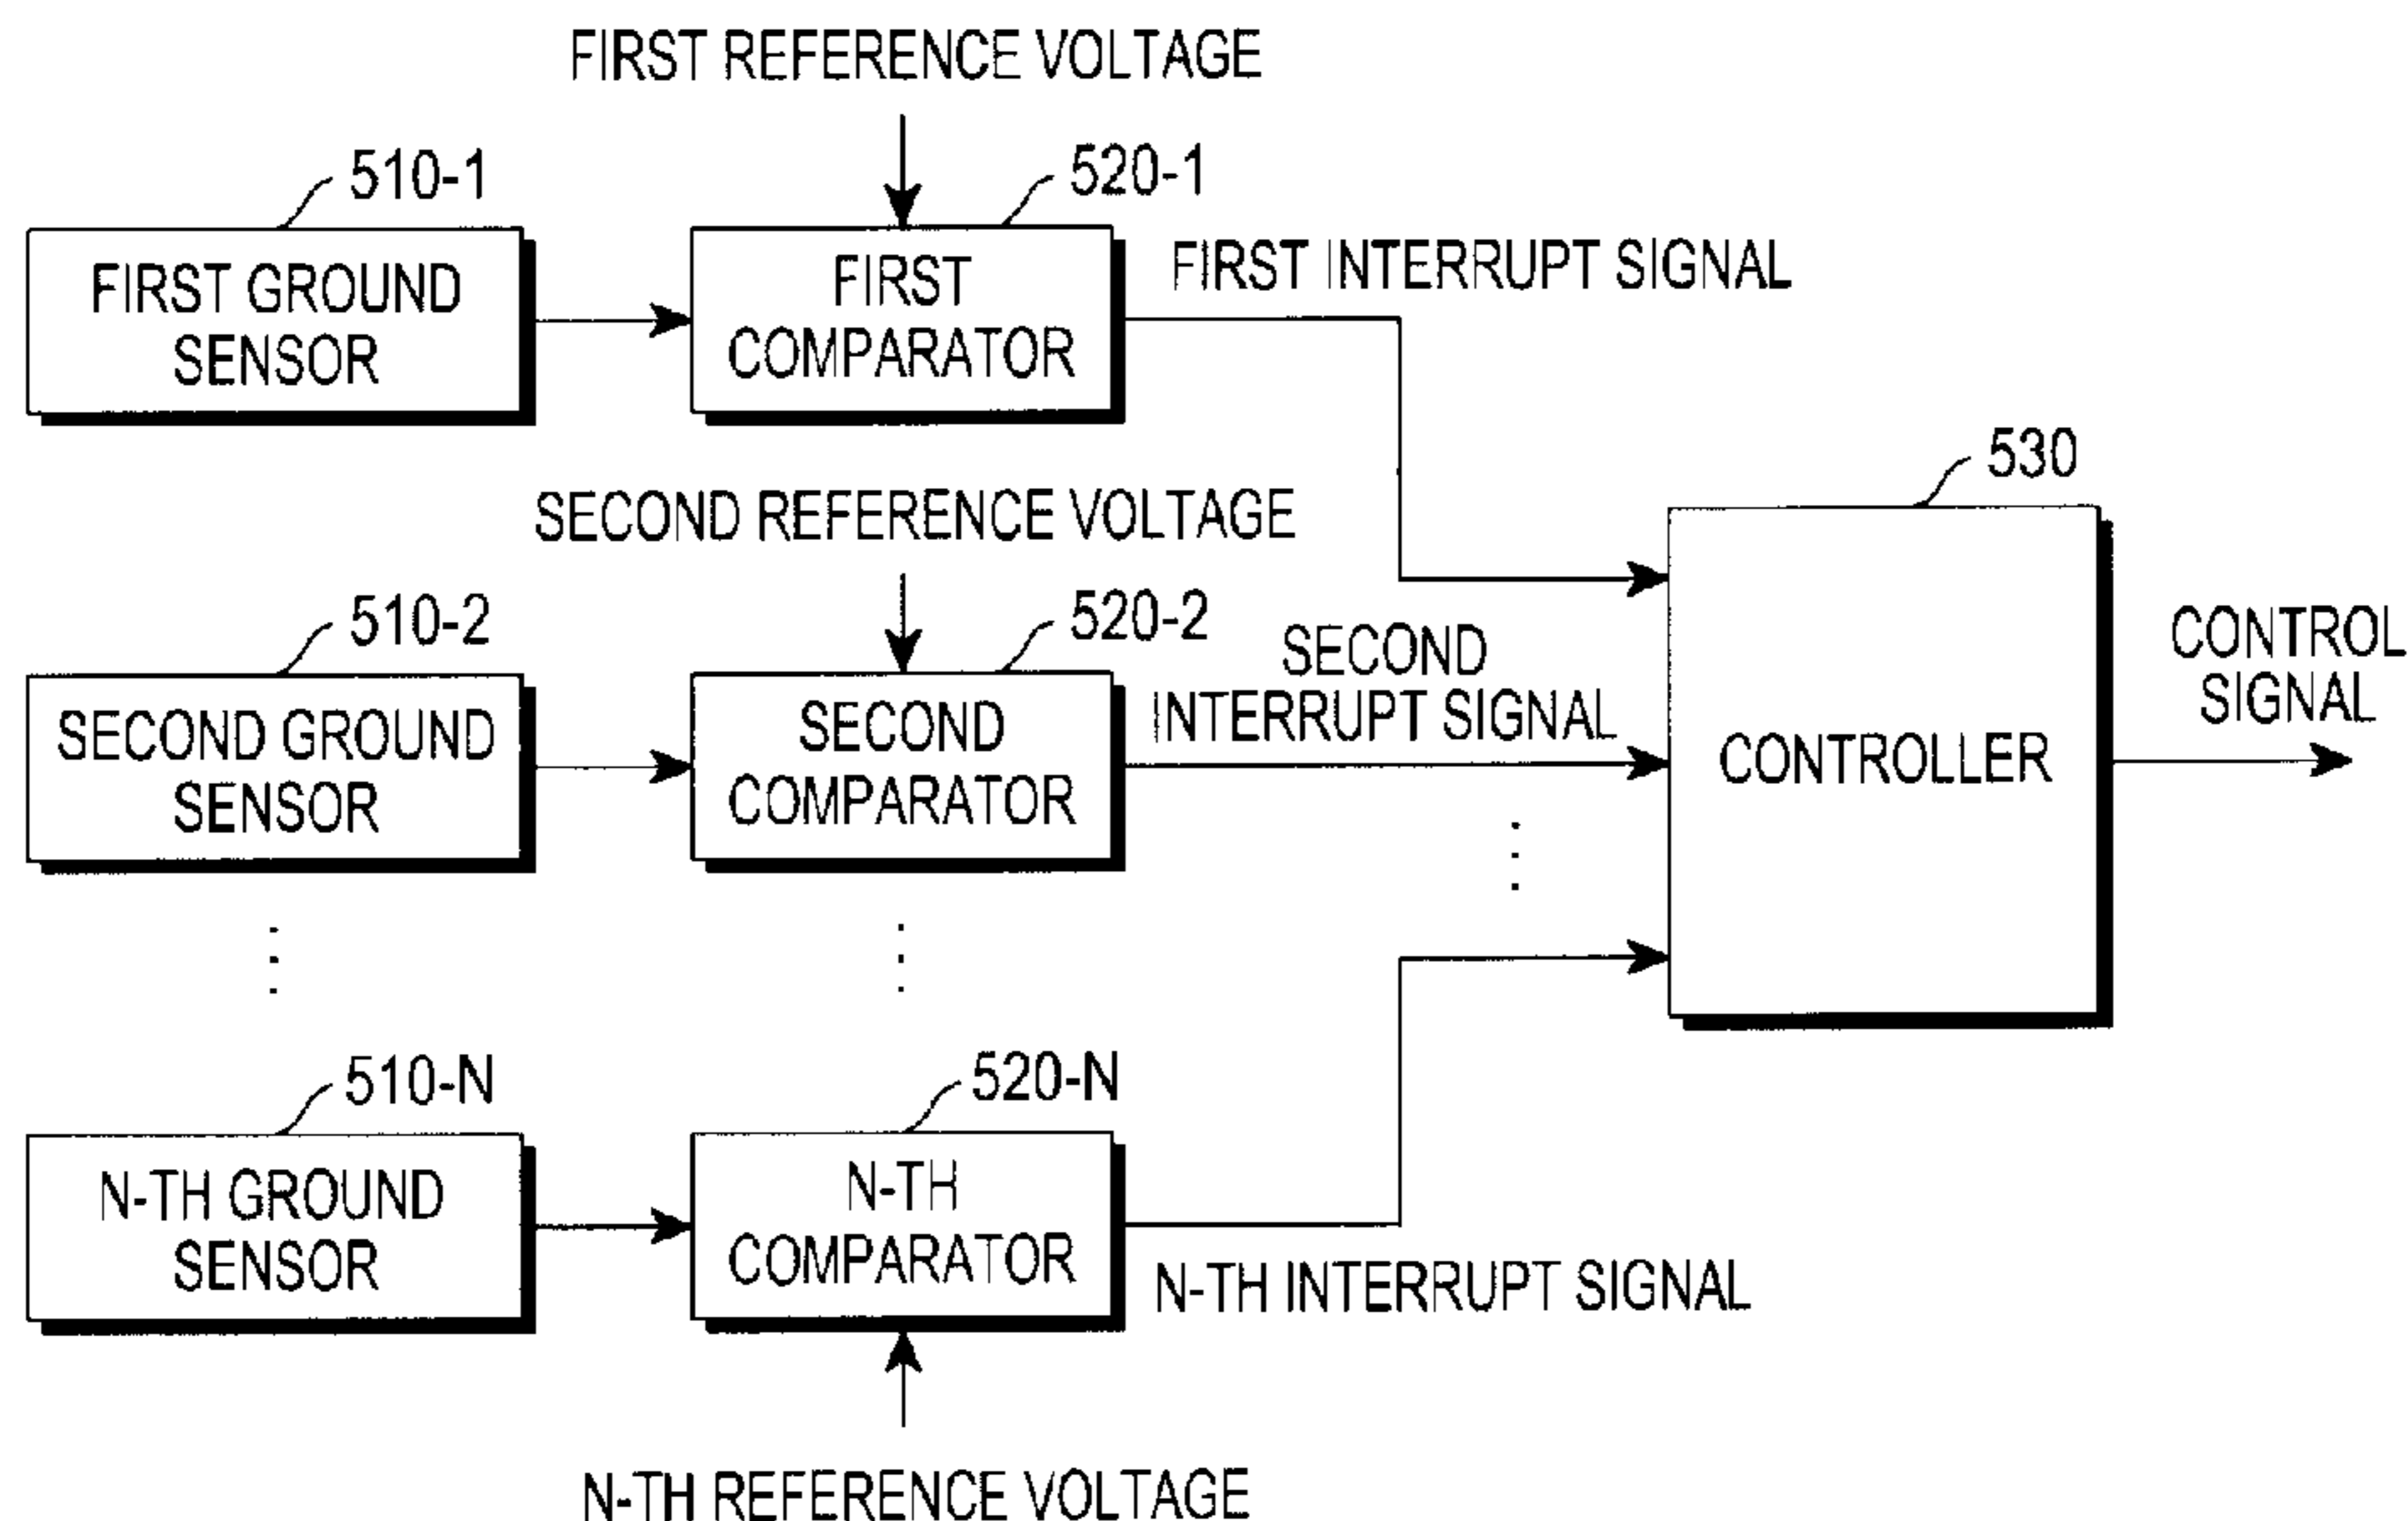 FIRST REFERENCE VOLTAGE
510-1
520-1
FIRST GROUND
SENSOR
FIRST
COMPARATOR
FIRST INTERRUPT SIGNAL
530
SECOND REFERENCE VOLTAGE
510-2
520-2
SECOND GROUND
SENSOR
SECOND
COMPARATOR
SECOND
INTERRUPT SIGNAL
CONTROLLER
CONTROL
SIGNAL
510-N
520-N
N-TH GROUND
SENSOR
N-TH
COMPARATOR
N-TH INTERRUPT SIGNAL
N-TH REFERENCE VOLTAGE